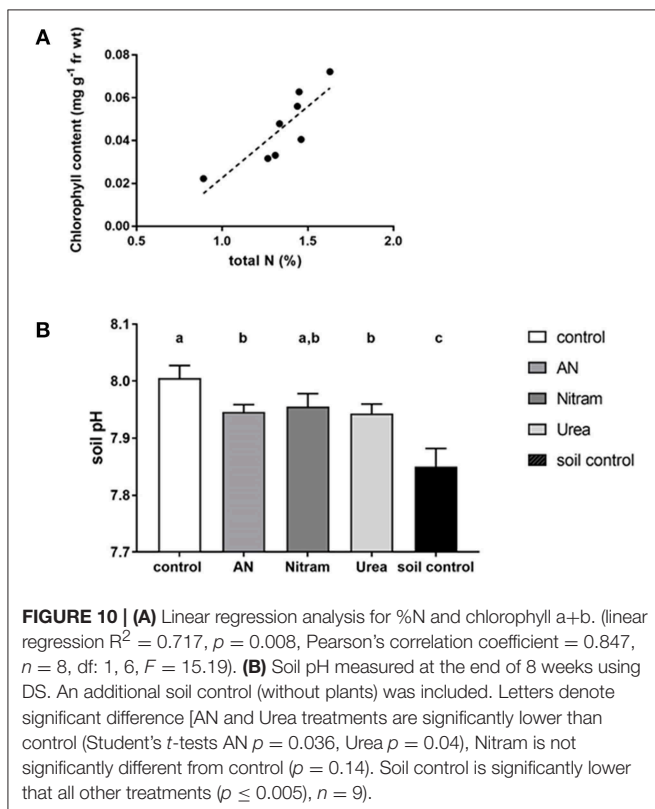 A
Chlorophyll content (mg g⁻¹ fr wt)
0.08
0.06
0.04
0.02
0.00
0.5
1.0
1.5
2.0
total N (%)
B
soil pH
8.1
8.0
7.9
7.8
7.7
a
b
a,b
b
c
control
AN
Nitram
Urea
soil control
control
AN
Nitram
Urea
soil control
FIGURE 10 | (A) Linear regression analysis for %N and chlorophyll a+b. (linear
regression R² = 0.717, p = 0.008, Pearson's correlation coefficient = 0.847,
n = 8, df: 1, 6, F = 15.19). (B) Soil pH measured at the end of 8 weeks using
DS. An additional soil control (without plants) was included. Letters denote
significant difference [AN and Urea treatments are significantly lower than
control (Student's t-tests AN p = 0.036, Urea p = 0.04), Nitram is not
significantly different from control (p = 0.14). Soil control is significantly lower
that all other treatments (p ≤ 0.005), n = 9).